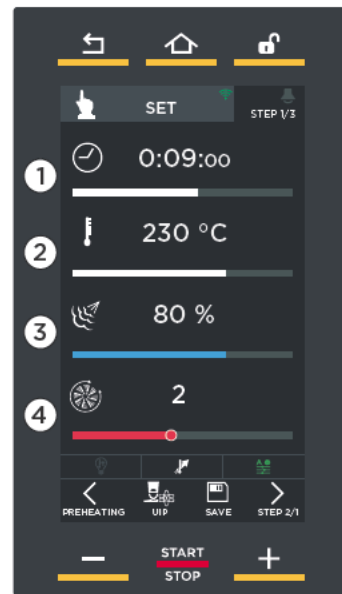 SET
STEP 1/3
1
0:09:00
2
230 °C
3
80 %
4
2
PREHEATING UIP SAVE STEP 2/1
START
STOP